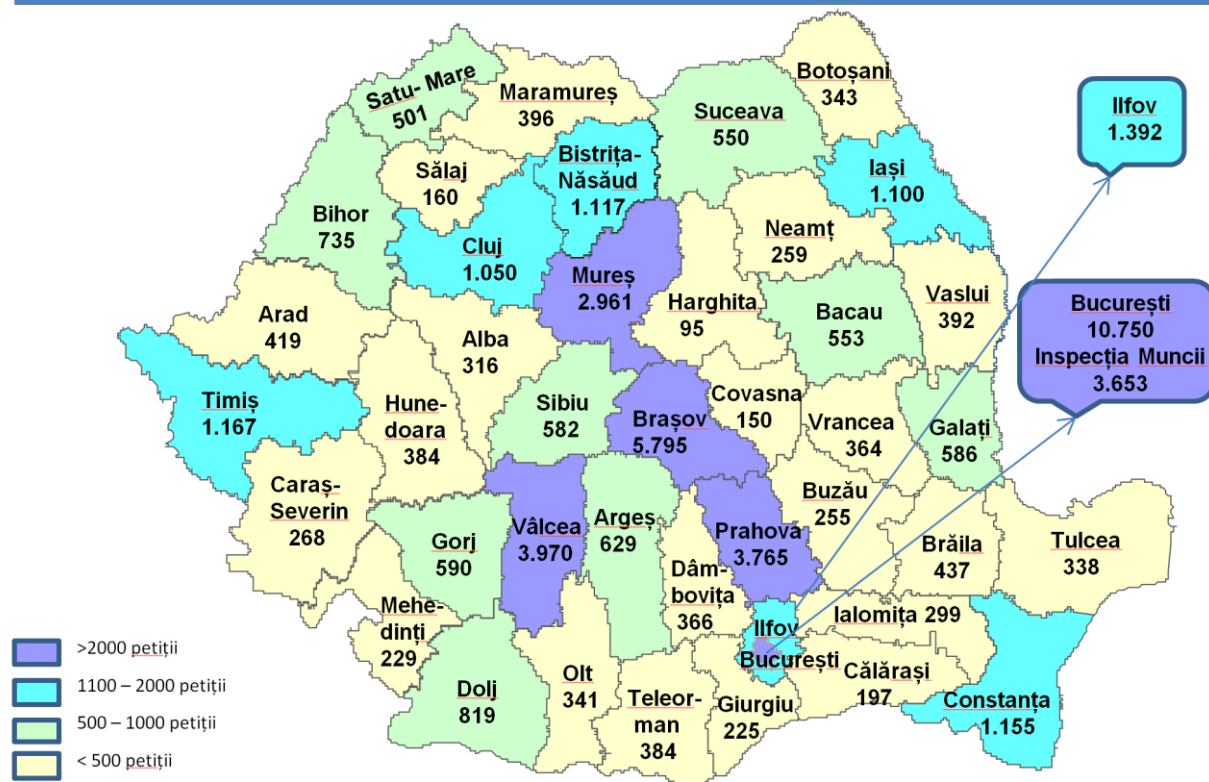 Satu- Mare
501
Maramureș
396
Suceava
550
Botoșani
343
Ilfov
1.392
Sălaj
160
Bistrița-
Năsăud
1.117
Iași
1.100
Bihor
735
Cluj
1.050
Mureș
2.961
Neamț
259
Harghita
95
Bacau
553
Vaslui
392
București
10.750
Inspecția Muncii
3.653
Arad
419
Alba
316
Timiș
1.167
Hune-
doara
384
Sibiu
582
Brașov
5.795
Covasna
150
Vrancea
364
Galați
586
Caraș-
Severin
268
Gorj
590
Vâlcea
3.970
Argeș
629
Prahova
3.765
Buzău
255
Brăila
437
Tulcea
338
Dâm-
bovița
366
Mehe-
dinți
229
Ialomița 299
Ilfov
București
Dolj
819
Olt
341
Teleor-
man
384
Giurgiu
225
Călărași
197
Constanța
1.155
>2000 petiții
1100 – 2000 petiții
500 – 1000 petiții
< 500 petiții